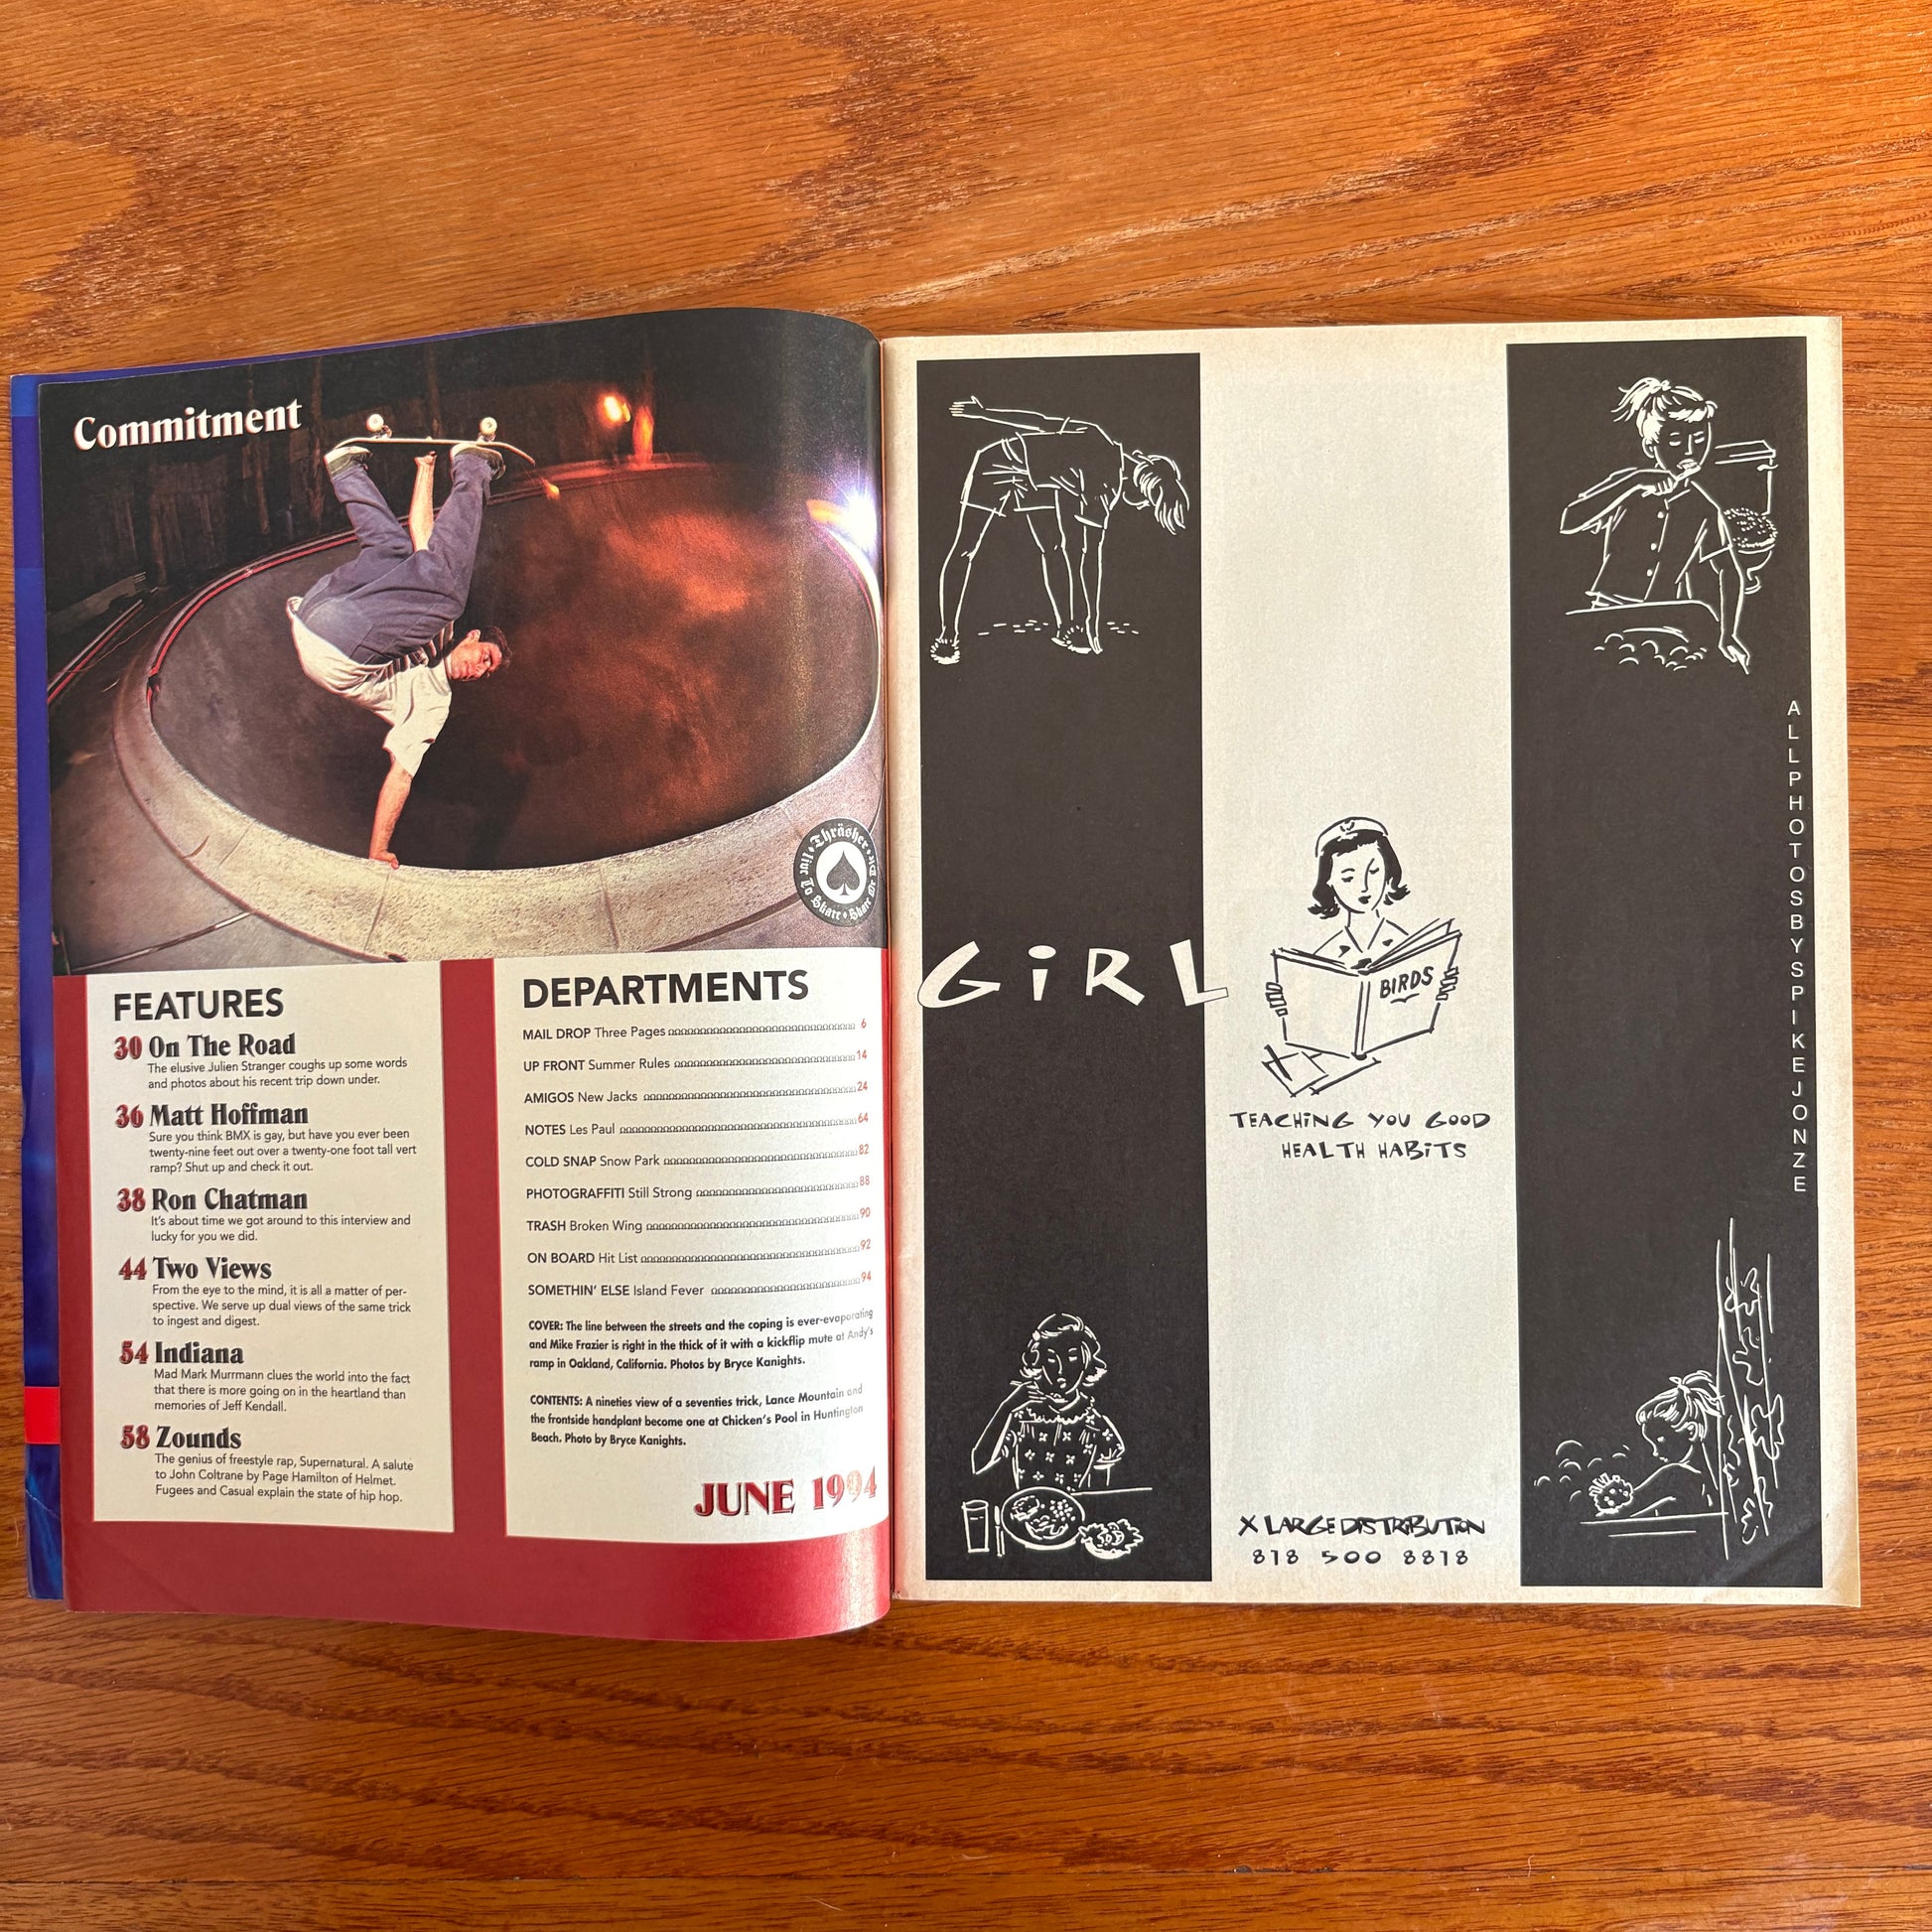 Commitment
Thrasher • Skate Or Die • Skate • Live To Skate •
FEATURES
30 On The Road
The elusive Julien Stranger coughs up some words
and photos about his recent trip down under.
36 Matt Hoffman
Sure you think BMX is gay, but have you ever been
twenty-nine feet out over a twenty-one foot tall vert
ramp? Shut up and check it out.
38 Ron Chatman
It's about time we got around to this interview and
lucky for you we did.
44 Two Views
From the eye to the mind, it is all a matter of per-
spective. We serve up dual views of the same trick
to ingest and digest.
54 Indiana
Mad Mark Murrmann clues the world into the fact
that there is more going on in the heartland than
memories of Jeff Kendall.
58 Zounds
The genius of freestyle rap, Supernatural. A salute
to John Coltrane by Page Hamilton of Helmet.
Fugees and Casual explain the state of hip hop.
DEPARTMENTS
MAIL DROP Three Pages 6
UP FRONT Summer Rules 14
AMIGOS New Jacks 24
NOTES Les Paul 64
COLD SNAP Snow Park 82
PHOTOGRAFFITI Still Strong 88
TRASH Broken Wing 90
ON BOARD Hit List 92
SOMETHIN' ELSE Island Fever 94
COVER: The line between the streets and the coping is ever-evaporating
and Mike Frazier is right in the thick of it with a kickflip mute at Andy's
ramp in Oakland, California. Photos by Bryce Kanights.
CONTENTS: A nineties view of a seventies trick, Lance Mountain and
the frontside handplant become one at Chicken's Pool in Huntington
Beach. Photo by Bryce Kanights.
JUNE 1994
GiRL
BIRDS
TEACHiNG YOU GOOD
HEALTH HABiTS
X LARGE DISTRIBUTION
818 500 8818
ALLPHOTOSBYSPIKEJONZE